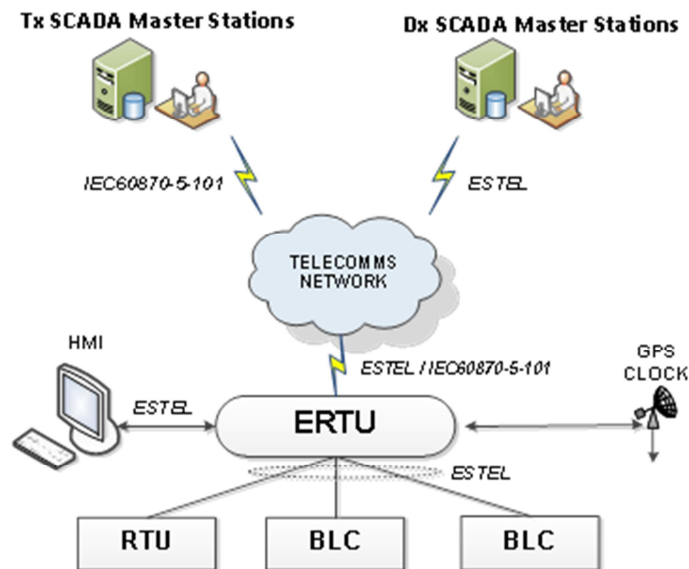 Tx SCADA Master Stations
Dx SCADA Master Stations
IEC60870-5-101
ESTEL
TELECOMMS
NETWORK
HMI
ESTEL / IEC60870-5-101
GPS
CLOCK
ESTEL
ERTU
ESTEL
RTU
BLC
BLC